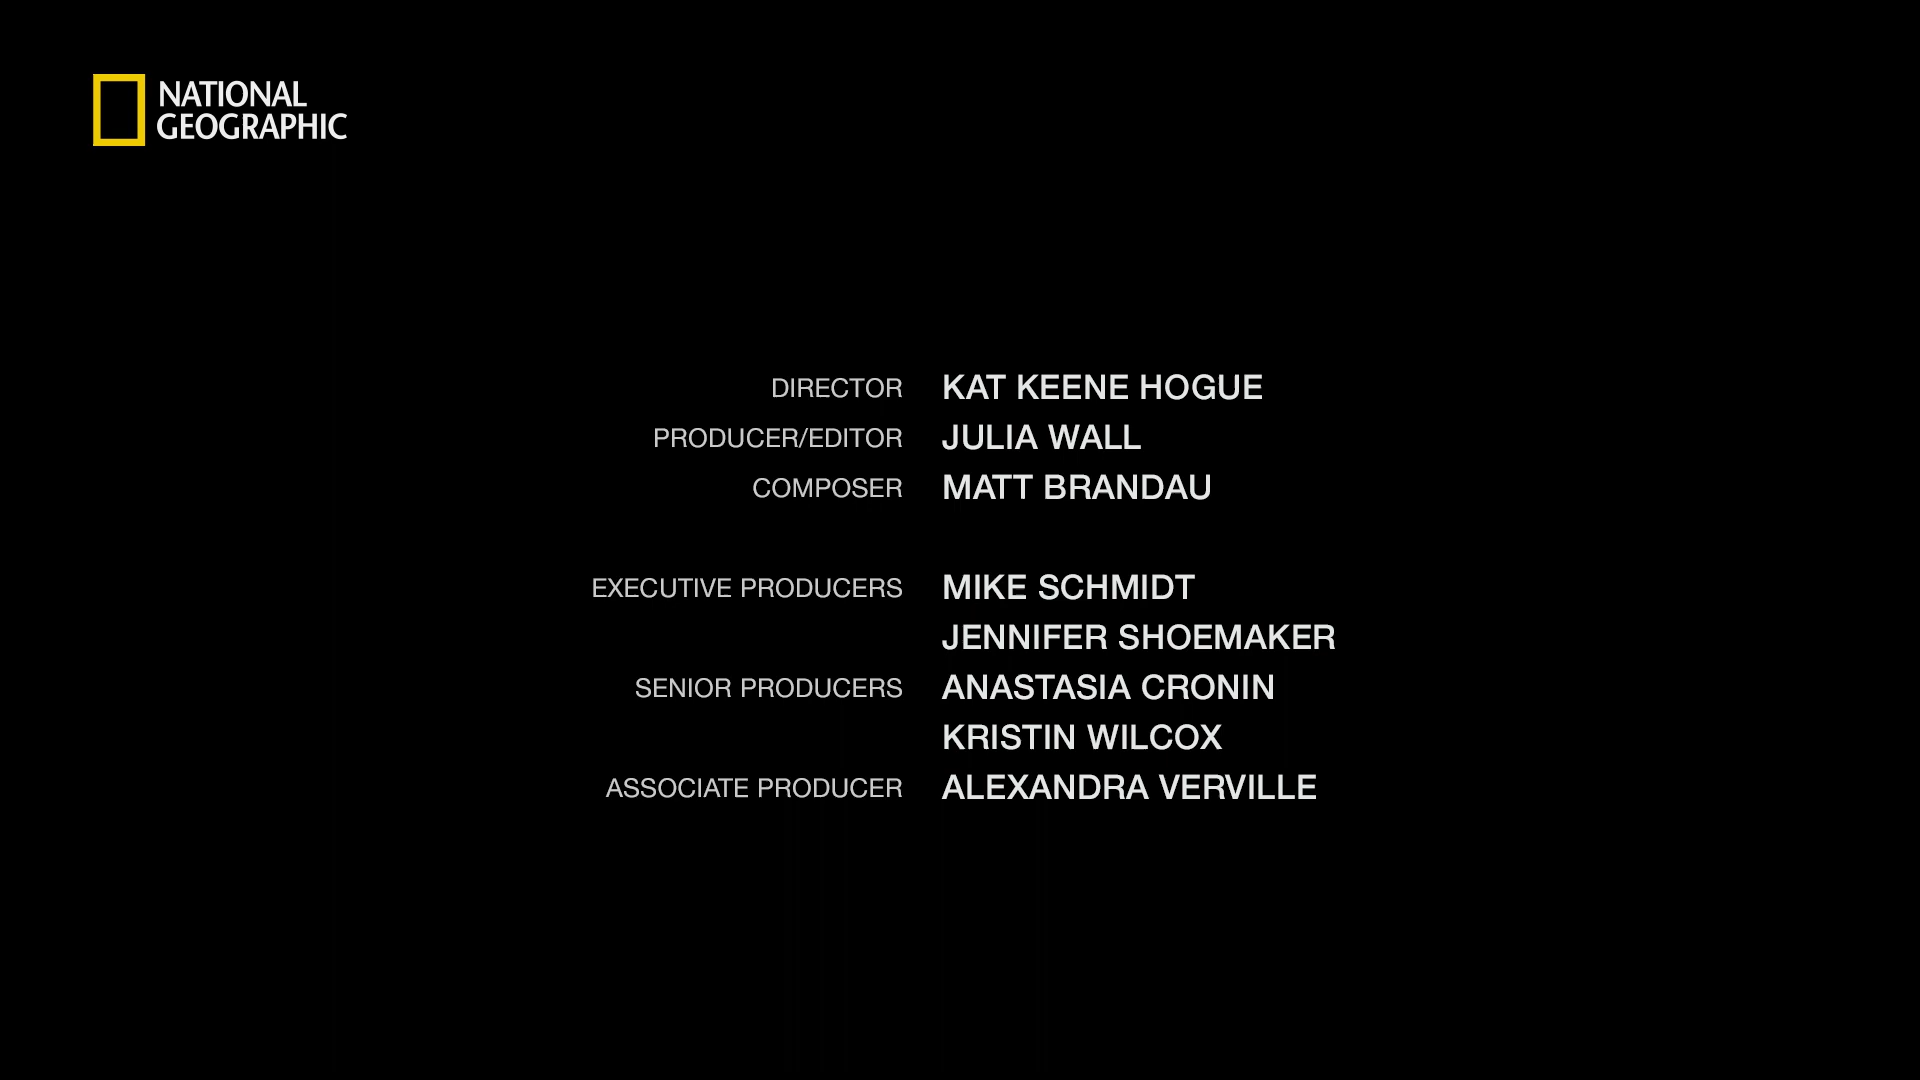 NATIONAL
GEOGRAPHIC
DIRECTOR KAT KEENE HOGUE
PRODUCER/EDITOR JULIA WALL
COMPOSER MATT BRANDAU
EXECUTIVE PRODUCERS MIKE SCHMIDT
JENNIFER SHOEMAKER
SENIOR PRODUCERS ANASTASIA CRONIN
KRISTIN WILCOX
ASSOCIATE PRODUCER ALEXANDRA VERVILLE